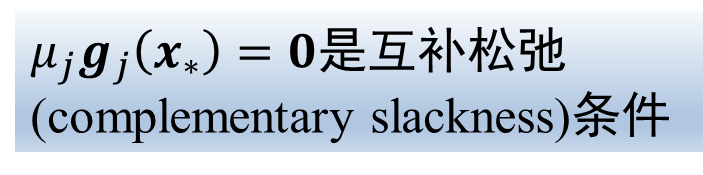 μⱼgⱼ(x∗) = 0是互补松弛
(complementary slackness)条件